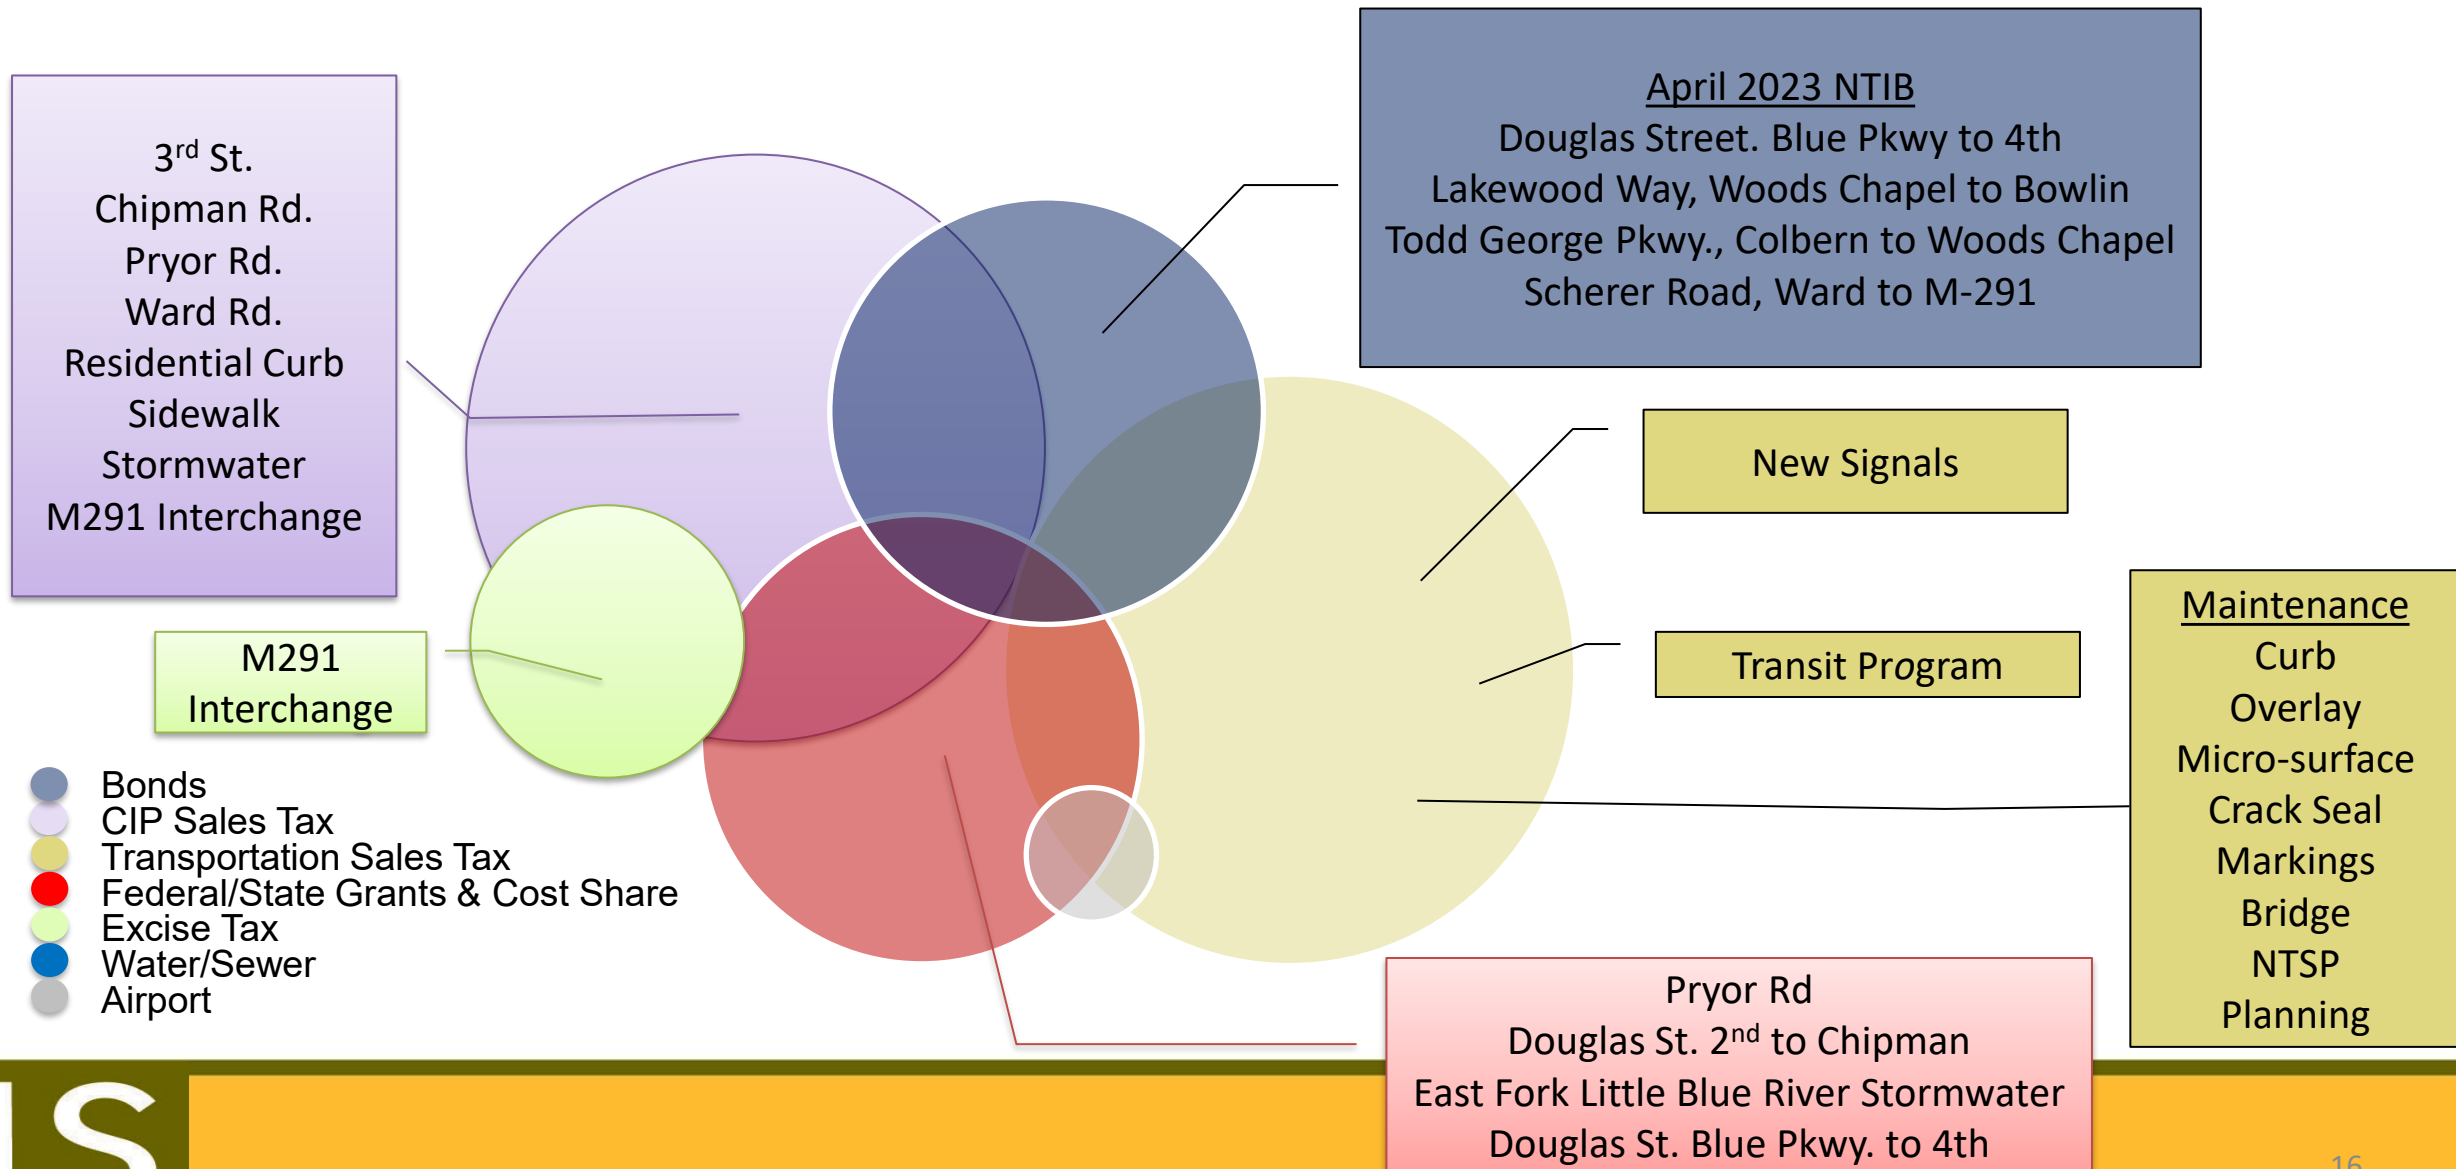 3rd St.
Chipman Rd.
Pryor Rd.
Ward Rd.
Residential Curb
Sidewalk
Stormwater
M291 Interchange
April 2023 NTIB
Douglas Street. Blue Pkwy to 4th
Lakewood Way, Woods Chapel to Bowlin
Todd George Pkwy., Colbern to Woods Chapel
Scherer Road, Ward to M-291
New Signals
Transit Program
Maintenance
Curb
Overlay
Micro-surface
Crack Seal
Markings
Bridge
NTSP
Planning
M291
Interchange
Bonds
CIP Sales Tax
Transportation Sales Tax
Federal/State Grants & Cost Share
Excise Tax
Water/Sewer
Airport
Pryor Rd
Douglas St. 2nd to Chipman
East Fork Little Blue River Stormwater
Douglas St. Blue Pkwy. to 4th
16